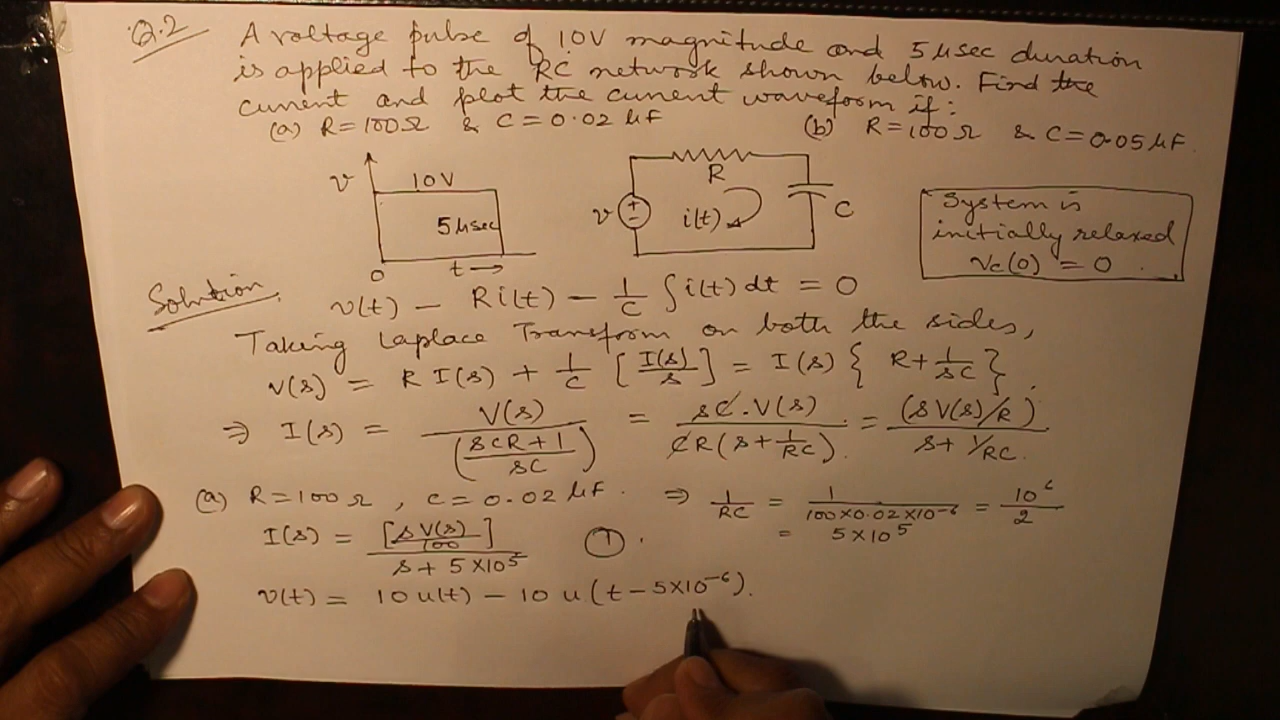 Q.2 A voltage pulse of 10V magnitude and 5 μsec duration
is applied to the RC network shown below. Find the
current and plot the current waveform if:
(a) R = 100Ω & C = 0.02 μF (b) R = 100 Ω & C = 0.05 μF.
v 10V 5 μsec 0 t →
v + - R i(t) C
System is
initially relaxed
Vc(0) = 0.
Solution.
v(t) - Ri(t) - 1/C ∫ i(t) dt = 0
Taking Laplace Transform on both the sides,
V(s) = R I(s) + 1/C [I(s)/s] = I(s) { R + 1/sC }.
⇒ I(s) = V(s)/((sCR+1)/sC) = sC.V(s)/(CR(s + 1/RC)). = (sV(s)/R)/(s + 1/RC).
(a) R = 100 Ω, C = 0.02 μF. ⇒ 1/RC = 1/(100×0.02×10⁻⁶) = 10⁶/2
= 5×10⁵
I(s) = [sV(s)/100]/(s + 5×10⁵) ①.
v(t) = 10 u(t) - 10 u(t - 5×10⁻⁶).